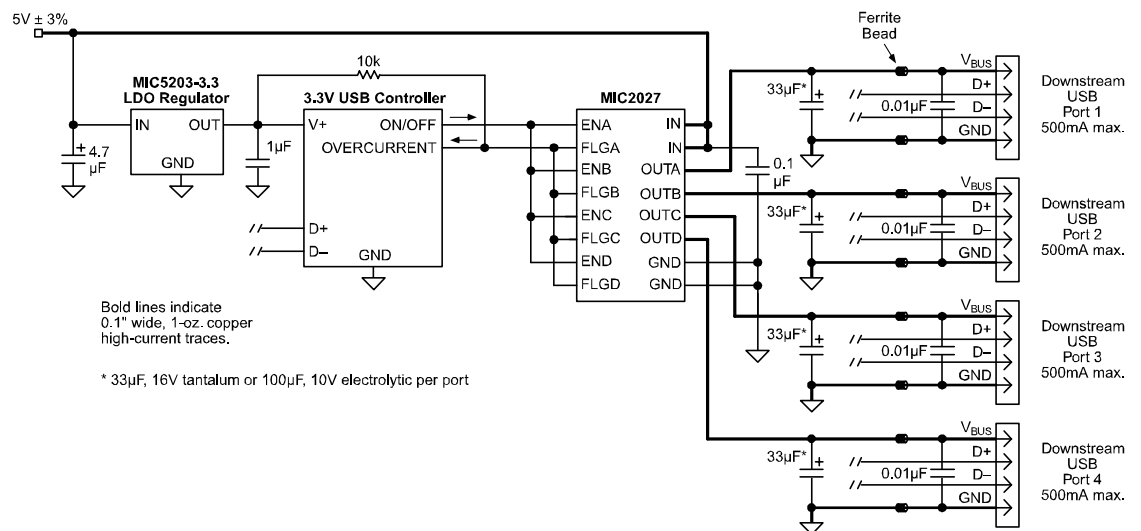 5V ± 3%
MIC5203-3.3
LDO Regulator
IN
OUT
GND
+ 4.7
µF
1µF
10k
3.3V USB Controller
V+
ON/OFF
OVERCURRENT
D+
D–
GND
MIC2027
ENA
FLGA
ENB
FLGB
ENC
FLGC
END
FLGD
IN
IN
OUTA
OUTB
OUTC
OUTD
GND
GND
0.1
µF
Ferrite
Bead
33µF*
+
0.01µF
VBUS
D+
D–
GND
Downstream
USB
Port 1
500mA max.
33µF*
+
0.01µF
VBUS
D+
D–
GND
Downstream
USB
Port 2
500mA max.
33µF*
+
0.01µF
VBUS
D+
D–
GND
Downstream
USB
Port 3
500mA max.
33µF*
+
0.01µF
VBUS
D+
D–
GND
Downstream
USB
Port 4
500mA max.
Bold lines indicate
0.1" wide, 1-oz. copper
high-current traces.
* 33µF, 16V tantalum or 100µF, 10V electrolytic per port